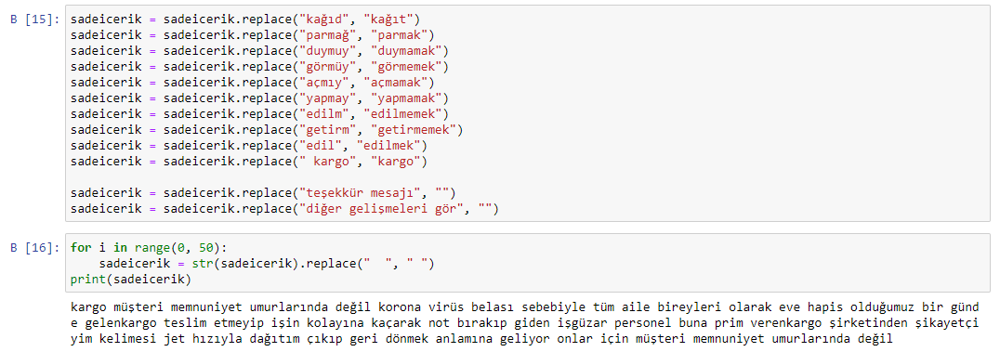 B [15]: sadeicerik = sadeicerik.replace("kağıd", "kağıt")
sadeicerik = sadeicerik.replace("parmağ", "parmak")
sadeicerik = sadeicerik.replace("duymuy", "duymamak")
sadeicerik = sadeicerik.replace("görmüy", "görmemek")
sadeicerik = sadeicerik.replace("açmıy", "açmamak")
sadeicerik = sadeicerik.replace("yapmay", "yapmamak")
sadeicerik = sadeicerik.replace("edilm", "edilmemek")
sadeicerik = sadeicerik.replace("getirm", "getirmemek")
sadeicerik = sadeicerik.replace("edil", "edilmek")
sadeicerik = sadeicerik.replace(" kargo", "kargo")
sadeicerik = sadeicerik.replace("teşekkür mesajı", "")
sadeicerik = sadeicerik.replace("diğer gelişmeleri gör", "")
B [16]: for i in range(0, 50):
    sadeicerik = str(sadeicerik).replace("  ", " ")
print(sadeicerik)
kargo müşteri memnuniyet umurlarında değil korona virüs belası sebebiyle tüm aile bireyleri olarak eve hapis olduğumuz bir günd
e gelenkargo teslim etmeyip işin kolayına kaçarak not bırakıp giden işgüzar personel buna prim verenkargo şirketinden şikayetçi
yim kelimesi jet hızıyla dağıtım çıkıp geri dönmek anlamına geliyor onlar için müşteri memnuniyet umurlarında değil